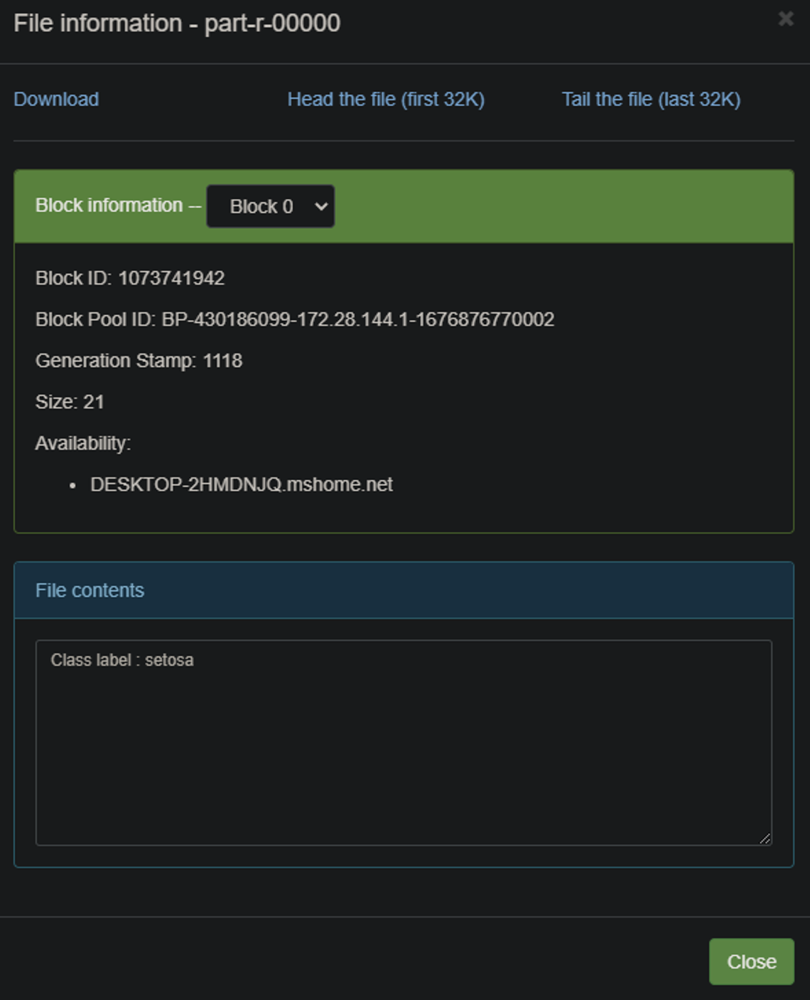 File information - part-r-00000
Download Head the file (first 32K) Tail the file (last 32K)
Block information -- Block 0
Block ID: 1073741942
Block Pool ID: BP-430186099-172.28.144.1-1676876770002
Generation Stamp: 1118
Size: 21
Availability:
DESKTOP-2HMDNJQ.mshome.net
File contents
Class label : setosa
Close